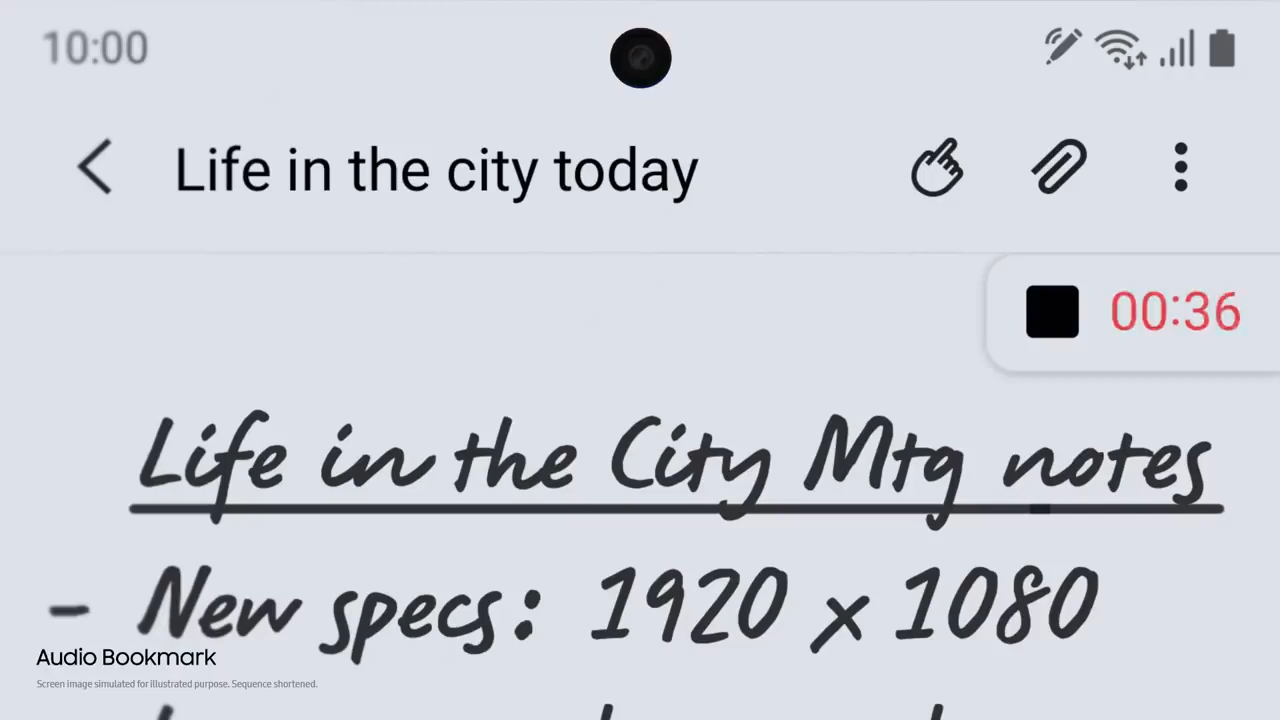 10:00
Life in the city today
00:36
Life in the City Mtg notes
- New specs: 1920 x 1080
Audio Bookmark
Screen image simulated for illustrated purpose. Sequence shortened.